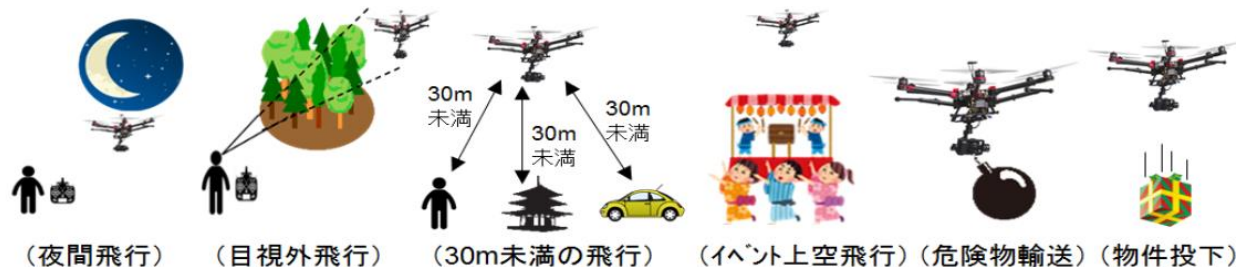 30m
未満
30m
未満
30m
未満
(夜間飛行)
(目視外飛行)
(30m未満の飛行)
(ｲﾍﾞﾝﾄ上空飛行)
(危険物輸送)
(物件投下)